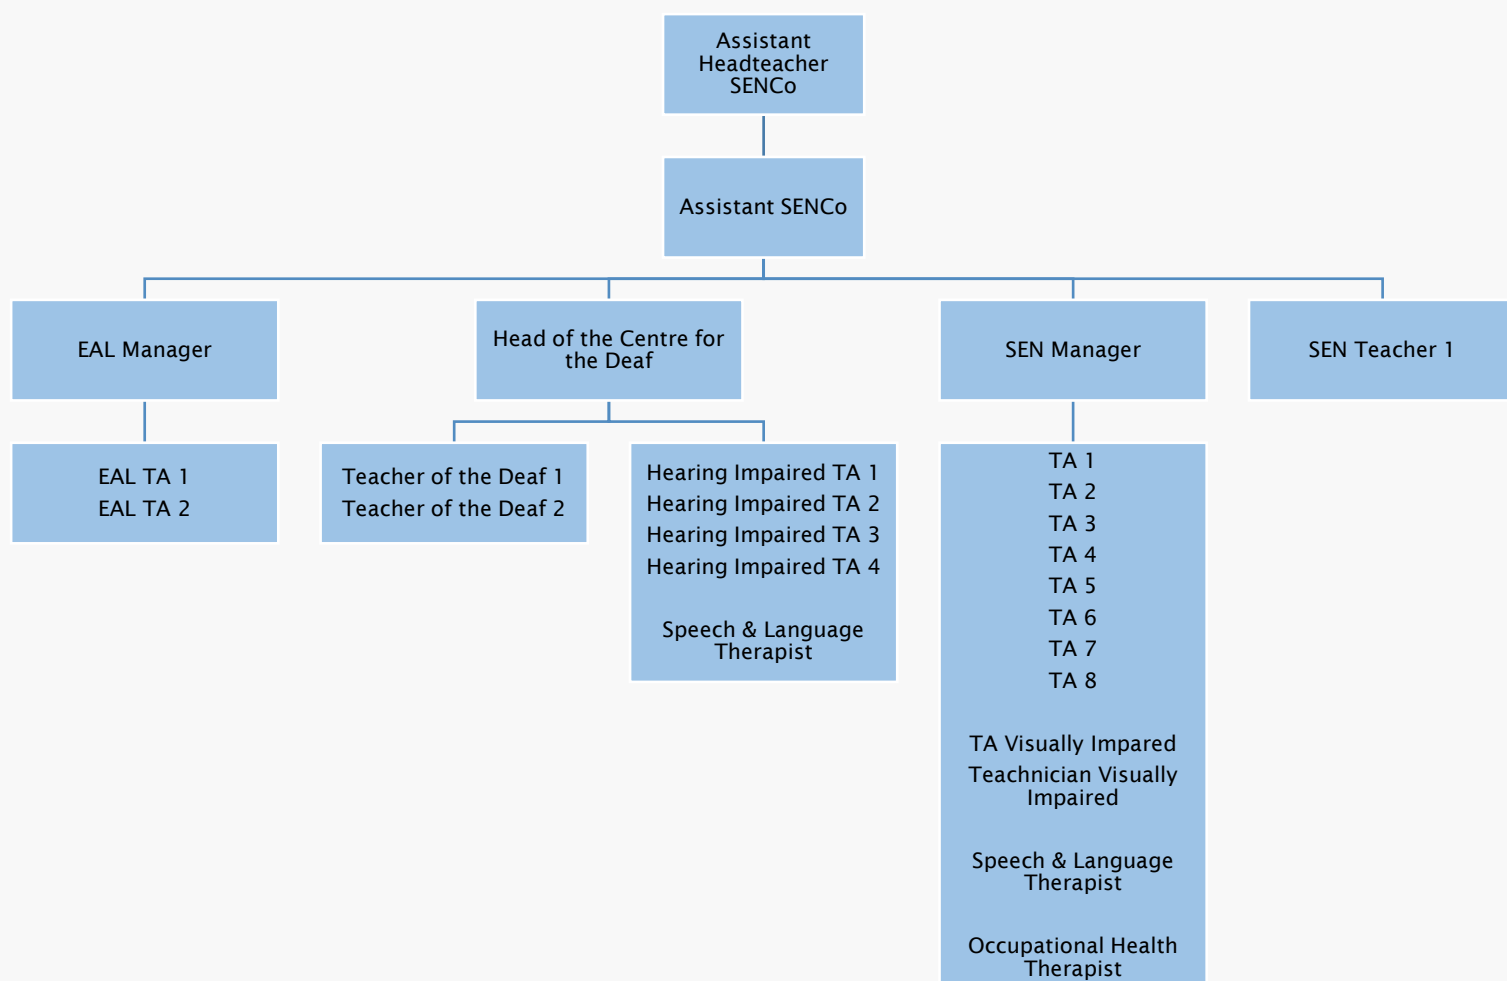 Assistant
Headteacher
SENCo
Assistant SENCo
EAL Manager
Head of the Centre for
the Deaf
SEN Manager
SEN Teacher 1
EAL TA 1
EAL TA 2
Teacher of the Deaf 1
Teacher of the Deaf 2
Hearing Impaired TA 1
Hearing Impaired TA 2
Hearing Impaired TA 3
Hearing Impaired TA 4
Speech & Language
Therapist
TA 1
TA 2
TA 3
TA 4
TA 5
TA 6
TA 7
TA 8
TA Visually Impared
Teachnician Visually
Impaired
Speech & Language
Therapist
Occupational Health
Therapist